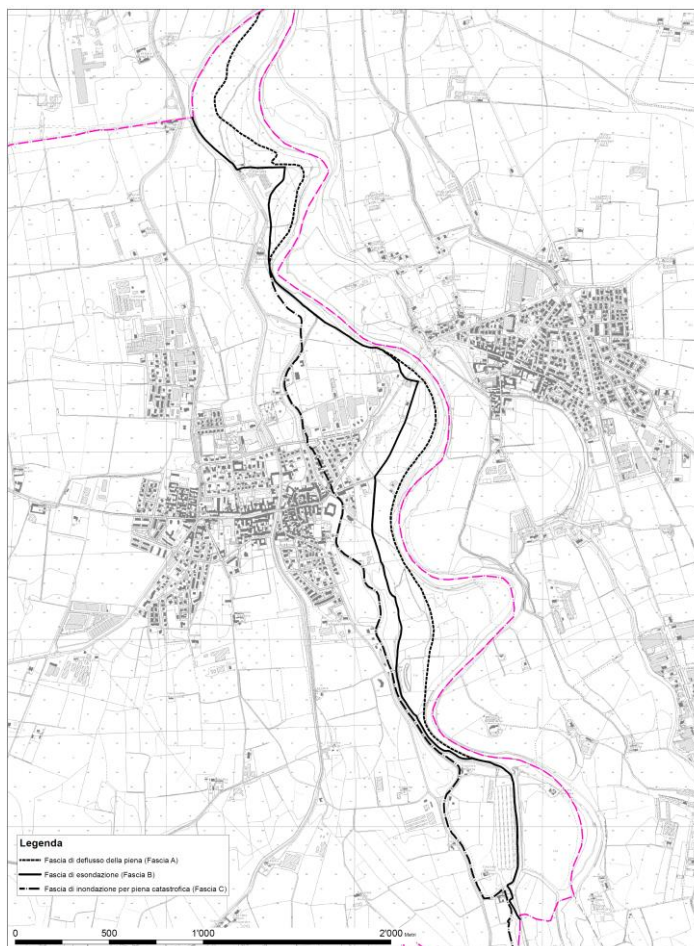 Legenda
Fascia di deflusso della piena (Fascia A)
Fascia di esondazione (Fascia B)
Fascia di inondazione per piena catastrofica (Fascia C)
0 500 1'000 2'000